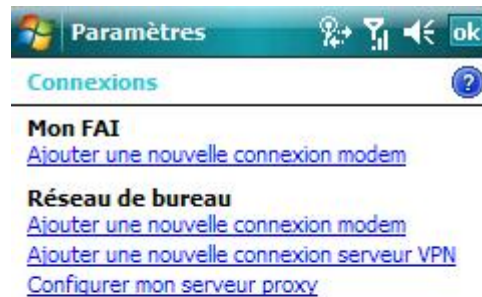 Paramètres ok
Connexions ?
Mon FAI
Ajouter une nouvelle connexion modem
Réseau de bureau
Ajouter une nouvelle connexion modem
Ajouter une nouvelle connexion serveur VPN
Configurer mon serveur proxy